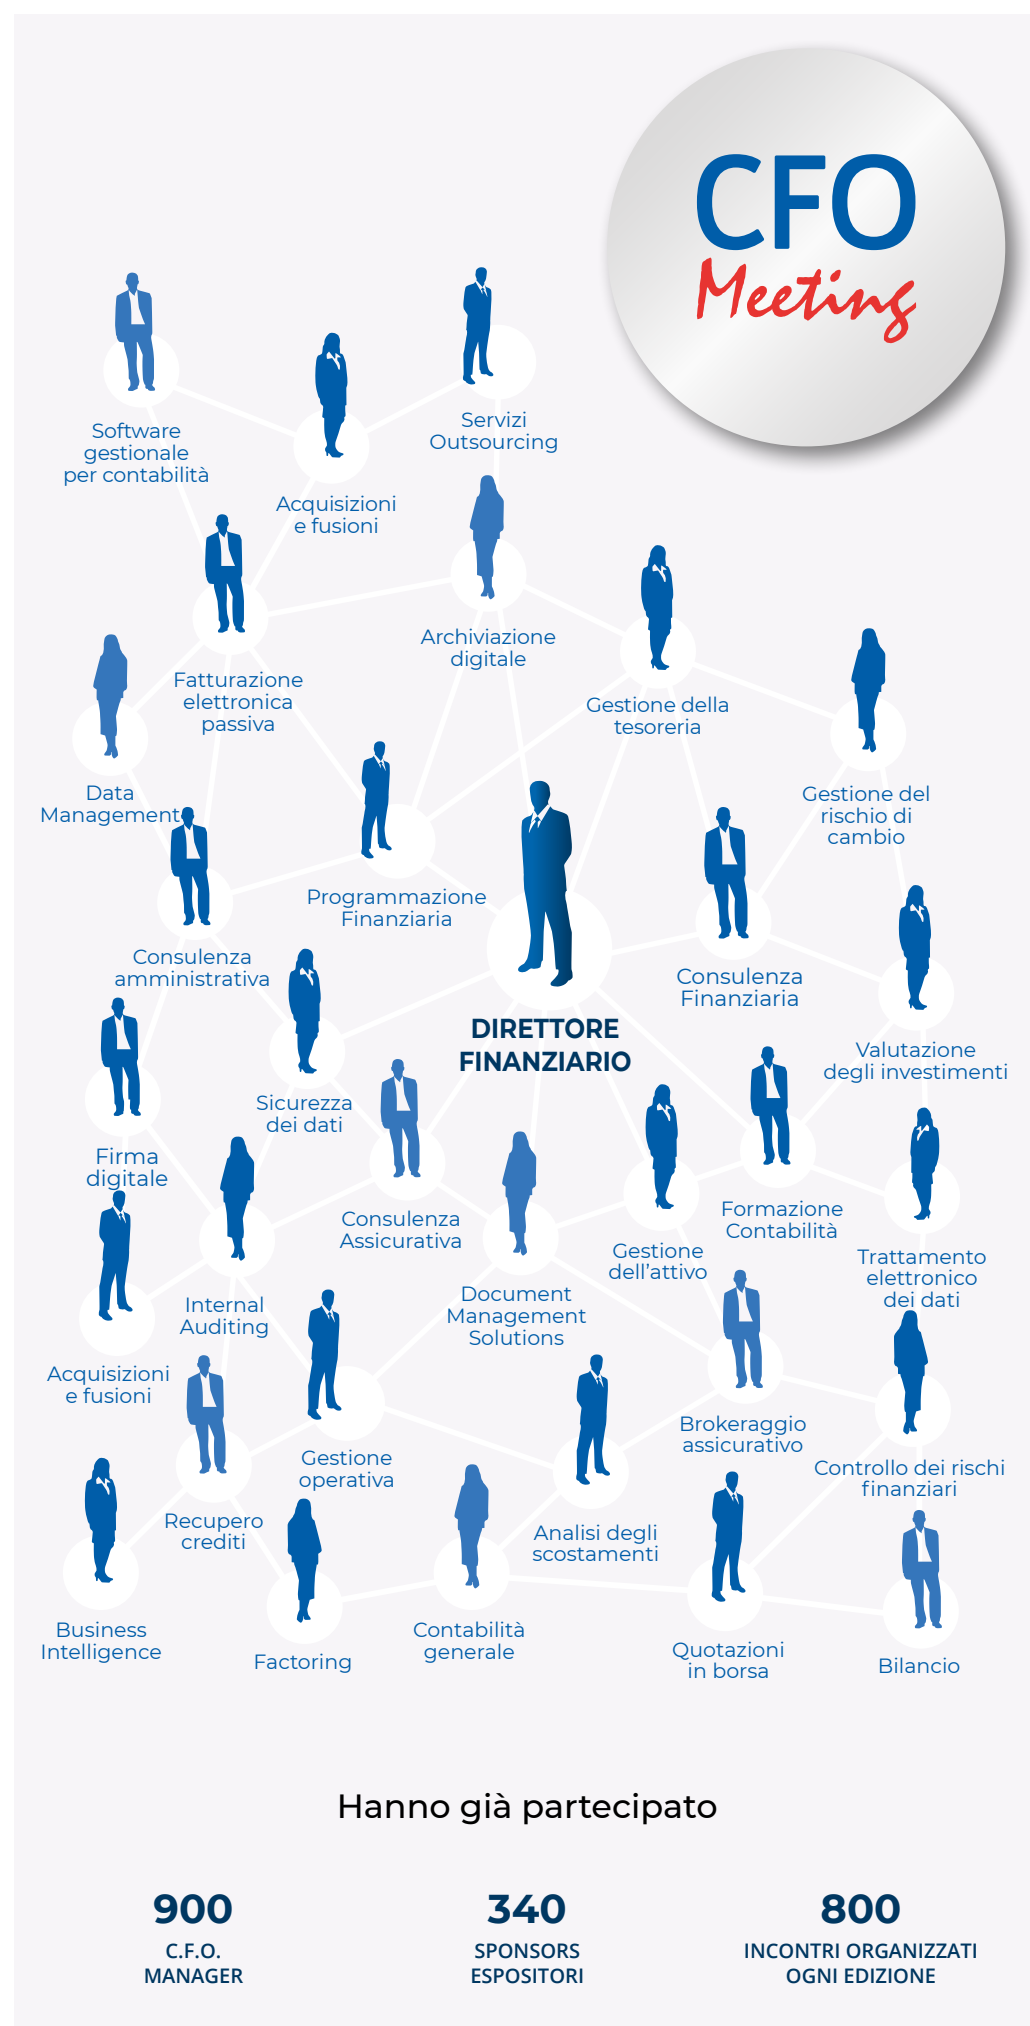 CFO
Meeting
Servizi
Outsourcing
Software
gestionale
per contabilità
Acquisizioni
e fusioni
Archiviazione
digitale
Fatturazione
elettronica
passiva
Gestione della
tesoreria
Data
Management
Gestione del
rischio di
cambio
Programmazione
Finanziaria
Consulenza
amministrativa
Consulenza
Finanziaria
DIRETTORE
FINANZIARIO
Valutazione
degli investimenti
Sicurezza
dei dati
Firma
digitale
Consulenza
Assicurativa
Formazione
Contabilità
Gestione
dell'attivo
Trattamento
elettronico
dei dati
Internal
Auditing
Document
Management
Solutions
Acquisizioni
e fusioni
Brokeraggio
assicurativo
Gestione
operativa
Controllo dei rischi
finanziari
Recupero
crediti
Analisi degli
scostamenti
Business
Intelligence
Factoring
Contabilità
generale
Quotazioni
in borsa
Bilancio
Hanno già partecipato
900
C.F.O.
MANAGER
340
SPONSORS
ESPOSITORI
800
INCONTRI ORGANIZZATI
OGNI EDIZIONE